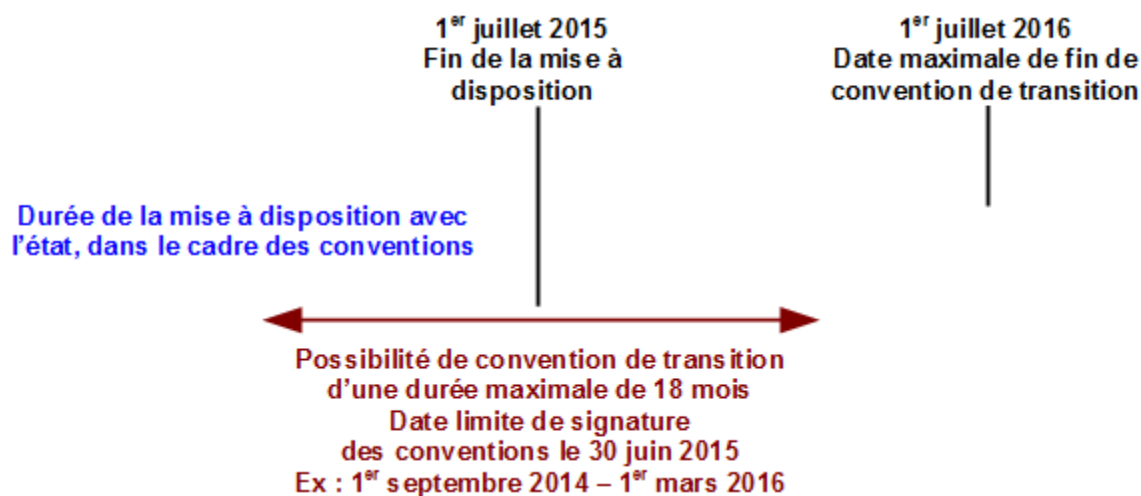 1er juillet 2015
Fin de la mise à
disposition
1er juillet 2016
Date maximale de fin de
convention de transition
Durée de la mise à disposition avec
l'état, dans le cadre des conventions
Possibilité de convention de transition
d'une durée maximale de 18 mois
Date limite de signature
des conventions le 30 juin 2015
Ex : 1er septembre 2014 – 1er mars 2016